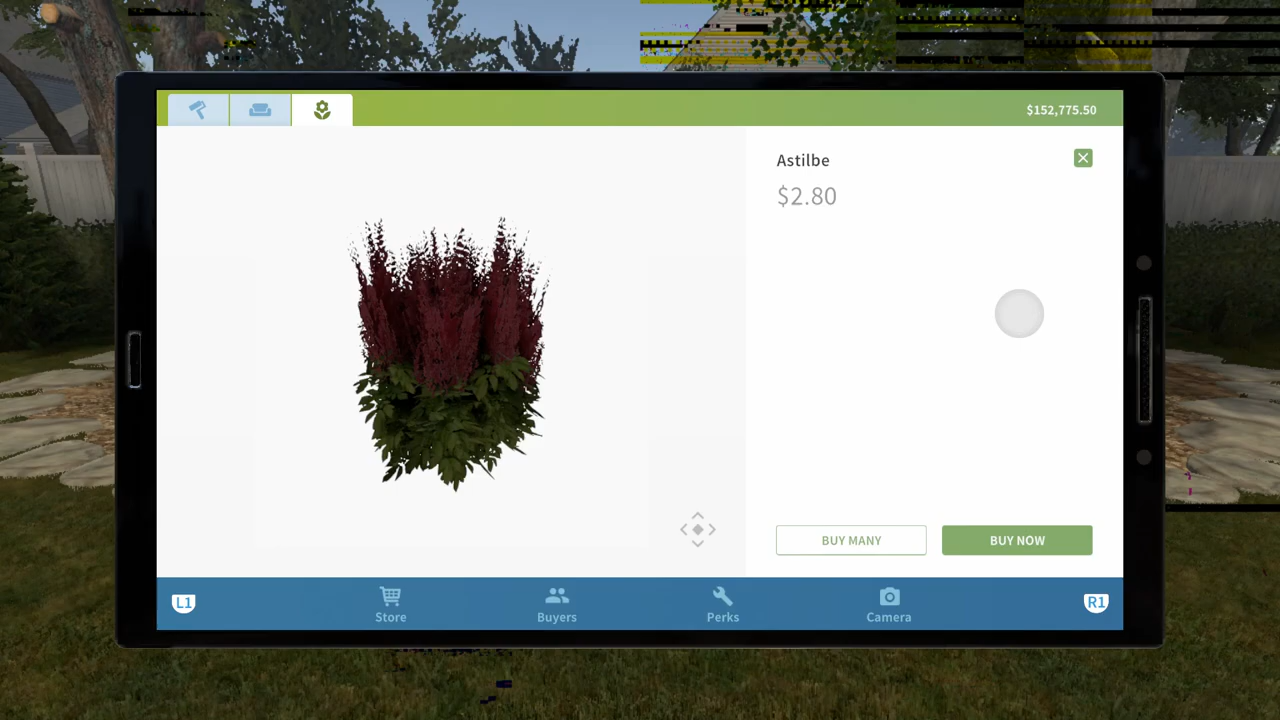 $152,775.50
Astilbe
$2.80
BUY MANY
BUY NOW
L1
Store
Buyers
Perks
Camera
R1